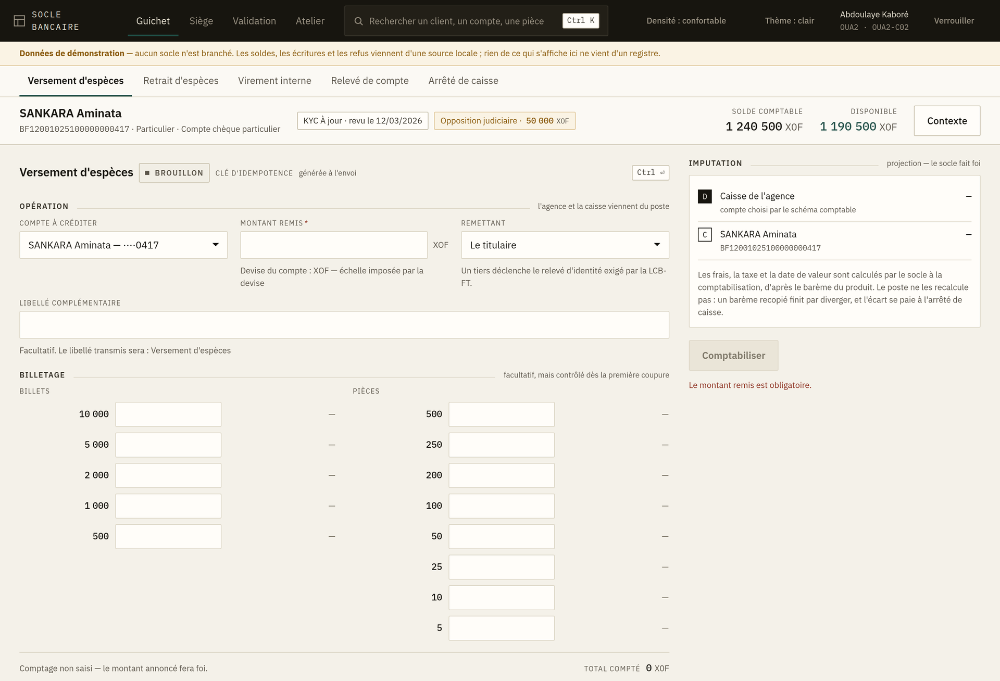 SOCLE
BANCAIRE
Guichet
Siège
Validation
Atelier
Rechercher un client, un compte, une pièce
Ctrl K
Densité : confortable
Thème : clair
Abdoulaye Kaboré
OUA2 · OUA2-C02
Verrouiller
Données de démonstration — aucun socle n'est branché. Les soldes, les écritures et les refus viennent d'une source locale ; rien de ce qui s'affiche ici ne vient d'un registre.
Versement d'espèces
Retrait d'espèces
Virement interne
Relevé de compte
Arrêté de caisse
SANKARA Aminata
BF12001025100000000417 · Particulier · Compte chèque particulier
KYC À jour · revu le 12/03/2026
Opposition judiciaire · 50 000 XOF
SOLDE COMPTABLE
1 240 500 XOF
DISPONIBLE
1 190 500 XOF
Contexte
Versement d'espèces
BROUILLON
CLÉ D'IDEMPOTENCE générée à l'envoi
Ctrl ⏎
OPÉRATION
l'agence et la caisse viennent du poste
COMPTE À CRÉDITER
SANKARA Aminata — ····0417
MONTANT REMIS *
XOF
Devise du compte : XOF — échelle imposée par la
devise
REMETTANT
Le titulaire
Un tiers déclenche le relevé d'identité exigé par la LCB-
FT.
LIBELLÉ COMPLÉMENTAIRE
Facultatif. Le libellé transmis sera : Versement d'espèces
BILLETAGE
facultatif, mais contrôlé dès la première coupure
BILLETS
10 000 —
5 000 —
2 000 —
1 000 —
500 —
PIÈCES
500 —
250 —
200 —
100 —
50 —
25 —
10 —
5 —
Comptage non saisi — le montant annoncé fera foi.
TOTAL COMPTÉ 0 XOF
IMPUTATION
projection — le socle fait foi
D Caisse de l'agence —
compte choisi par le schéma comptable
C SANKARA Aminata —
BF12001025100000000417
Les frais, la taxe et la date de valeur sont calculés par le socle à la
comptabilisation, d'après le barème du produit. Le poste ne les recalcule
pas : un barème recopié finit par diverger, et l'écart se paie à l'arrêté de
caisse.
Comptabiliser
Le montant remis est obligatoire.